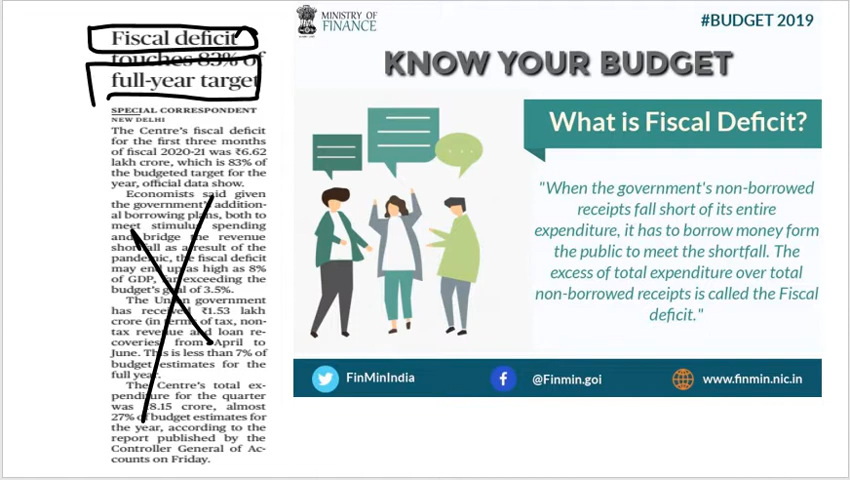 Fiscal deficit
touches 83% of
full-year target
SPECIAL CORRESPONDENT
NEW DELHI
The Centre's fiscal deficit
for the first three months
of fiscal 2020-21 was ₹6.62
lakh crore, which is 83% of
the budgeted target for the
year, official data show.
Economists said given
the government's addition-
al borrowing plans, both to
meet stimulus spending
and bridge the revenue
shortfall as a result of the
pandemic, the fiscal deficit
may end up as high as 8%
of GDP, far exceeding the
budget's goal of 3.5%.
The Union government
has received ₹1.53 lakh
crore (in terms of tax, non-
tax revenue and loan re-
coveries from April to
June. This is less than 7% of
budget estimates for the
full year.
The Centre's total ex-
penditure for the quarter
was 8.15 crore, almost
27% of budget estimates for
the year, according to the
report published by the
Controller General of Ac-
counts on Friday.
MINISTRY OF
FINANCE
#BUDGET 2019
KNOW YOUR BUDGET
What is Fiscal Deficit?
"When the government's non-borrowed
receipts fall short of its entire
expenditure, it has to borrow money form
the public to meet the shortfall. The
excess of total expenditure over total
non-borrowed receipts is called the Fiscal
deficit."
FinMinIndia
@Finmin.goi
www.finmin.nic.in